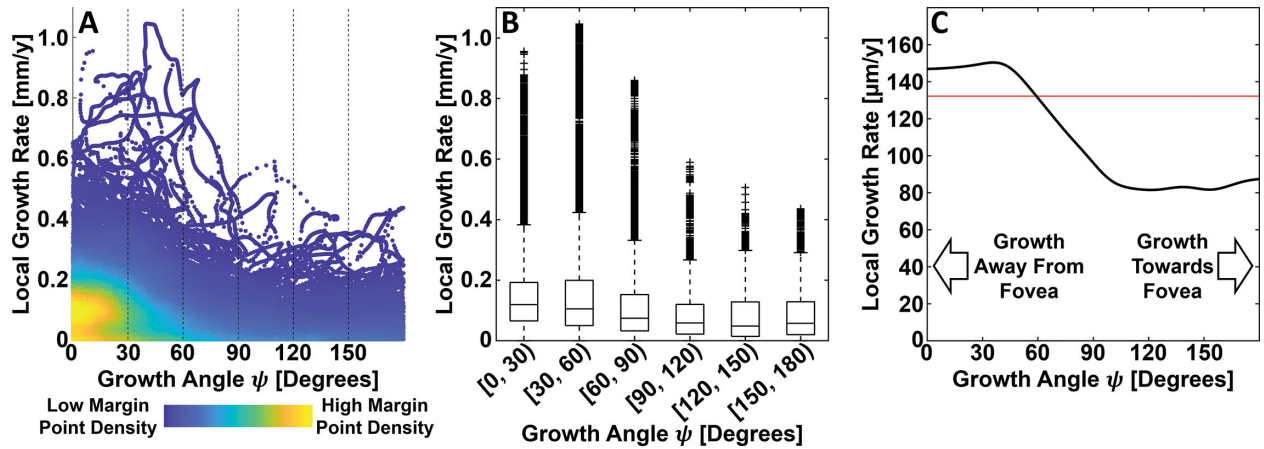 A
Local Growth Rate [mm/y]
1.0
0.8
0.6
0.4
0.2
0
0
30
60
90
120
150
Growth Angle ψ [Degrees]
Low Margin
Point Density
High Margin
Point Density
B
Local Growth Rate [mm/y]
1.0
0.8
0.6
0.4
0.2
0
[0, 30)
[30, 60)
[60, 90)
[90, 120)
[120, 150)
[150, 180)
Growth Angle ψ [Degrees]
C
Local Growth Rate [µm/y]
160
140
120
100
80
60
40
20
0
0
30
60
90
120
150
Growth
Away From
Fovea
Growth
Towards
Fovea
Growth Angle ψ [Degrees]